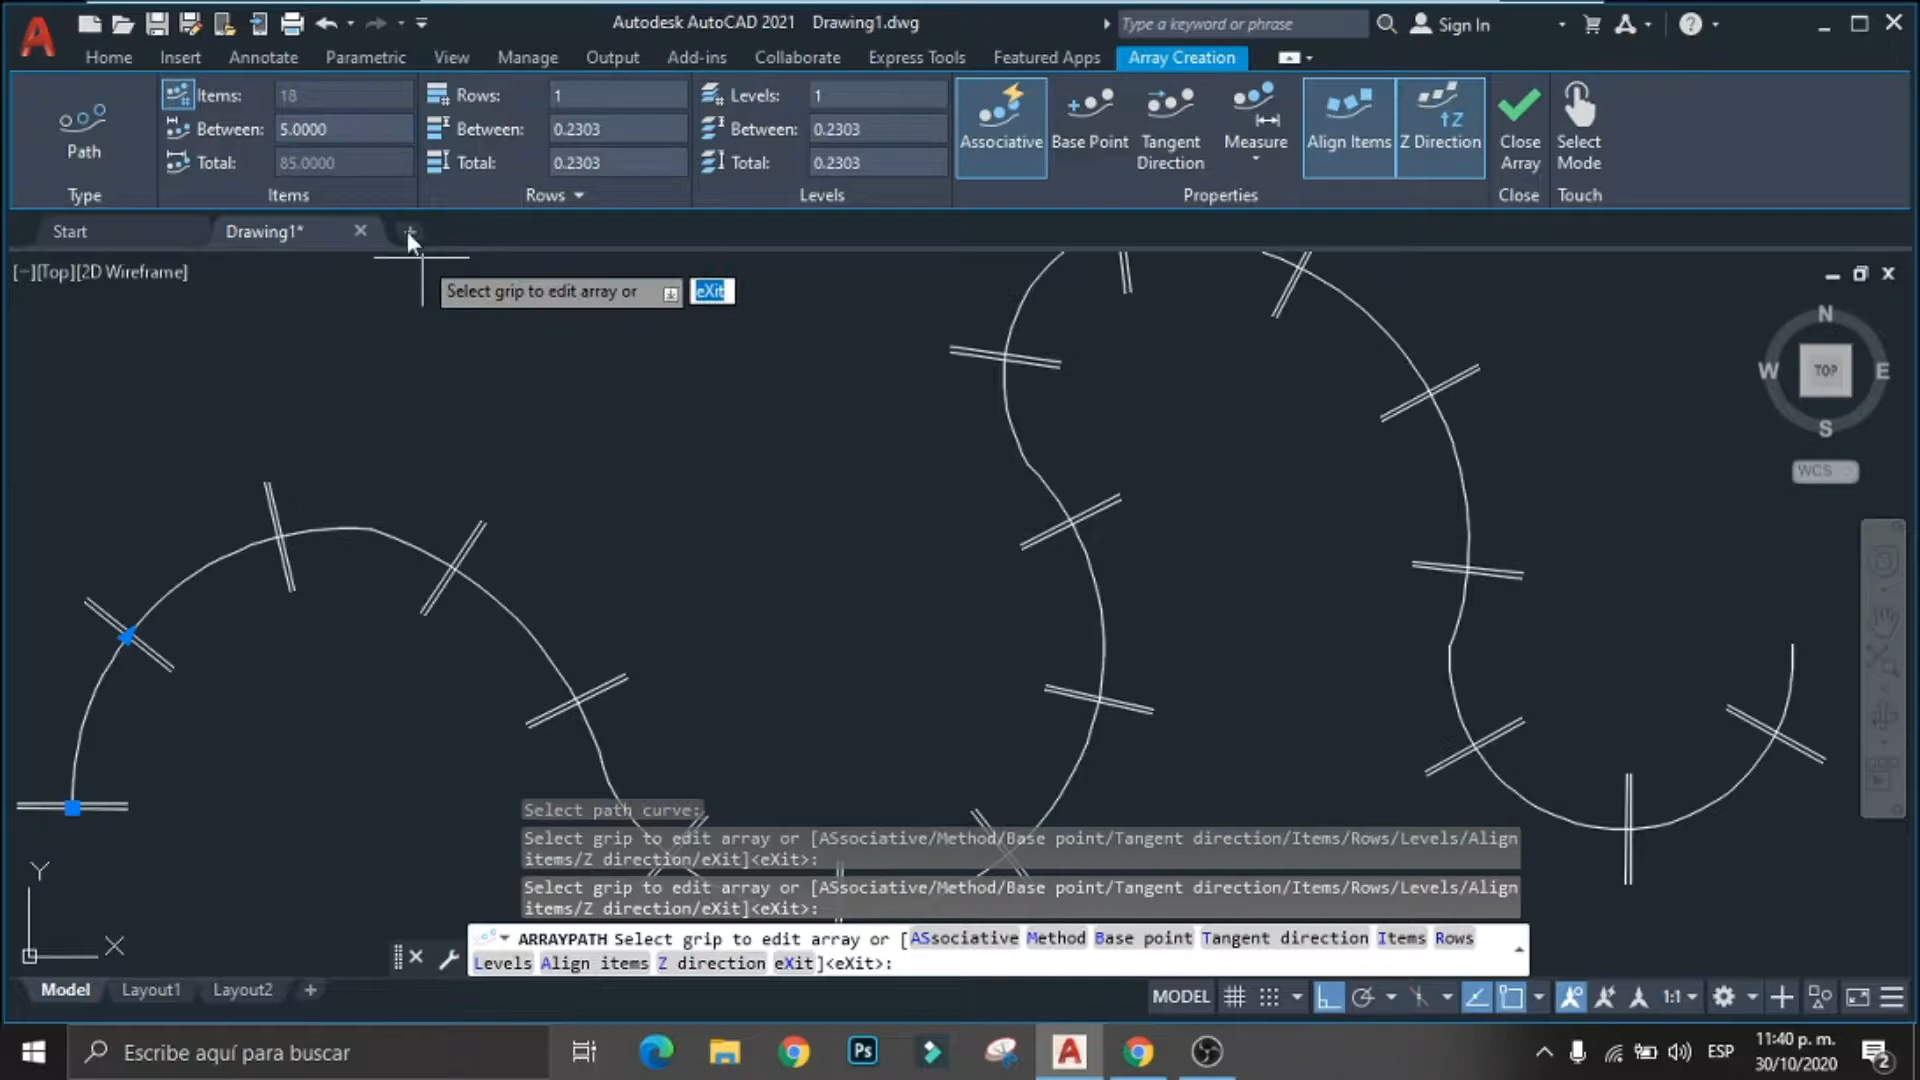 Autodesk AutoCAD 2021 Drawing1.dwg
Type a keyword or phrase
Sign In
Home Insert Annotate Parametric View Manage Output Add-ins Collaborate Express Tools Featured Apps Array Creation
Items: 18 Rows: 1 Levels: 1
Between: 5.0000 Between: 0.2303 Between: 0.2303
Total: 85.0000 Total: 0.2303 Total: 0.2303
Path
Associative Base Point Tangent Direction Measure Align Items Z Direction Close Array Select Mode
Type Items Rows Levels Properties Close Touch
Start Drawing1*
[−][Top][2D Wireframe]
Select grip to edit array or eXit
N
W TOP E
S
WCS
Select path curve:
Select grip to edit array or [ASsociative/Method/Base point/Tangent direction/Items/Rows/Levels/Align
items/Z direction/eXit]<eXit>:
Select grip to edit array or [ASsociative/Method/Base point/Tangent direction/Items/Rows/Levels/Align
items/Z direction/eXit]<eXit>:
ARRAYPATH Select grip to edit array or [ASsociative Method Base point Tangent direction Items Rows
Levels Align items Z direction eXit]<eXit>:
Y
X
Model Layout1 Layout2 +
MODEL 1:1
Escribe aquí para buscar
Ps
ESP
11:40 p. m.
30/10/2020
2